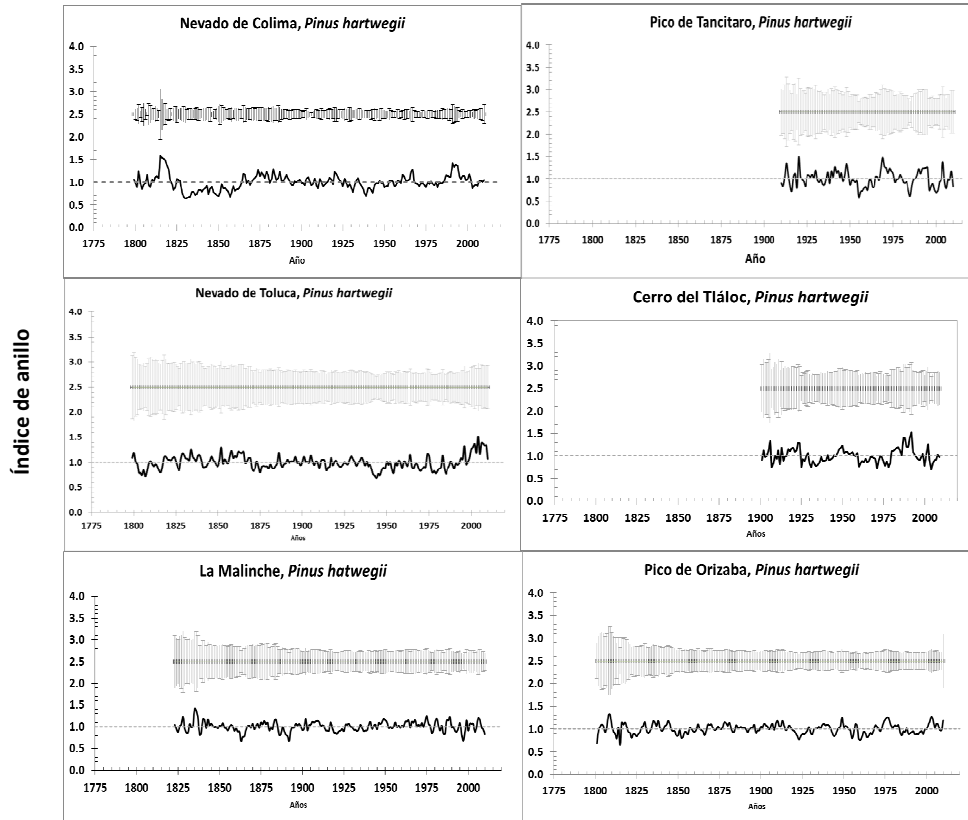 Índice de anillo
Nevado de Colima, Pinus hartwegii
4.0
3.5
3.0
2.5
2.0
1.5
1.0
0.5
0.0
1775 1800 1825 1850 1875 1900 1925 1950 1975 2000
Año
Pico de Tancitaro, Pinus hartwegii
4.0
3.5
3.0
2.5
2.0
1.5
1.0
0.5
0.0
1775 1800 1825 1850 1875 1900 1925 1950 1975 2000
Año
Nevado de Toluca, Pinus hartwegii
4.0
3.5
3.0
2.5
2.0
1.5
1.0
0.5
0.0
1775 1800 1825 1850 1875 1900 1925 1950 1975 2000
Años
Cerro del Tláloc, Pinus hartwegii
4.0
3.5
3.0
2.5
2.0
1.5
1.0
0.5
0.0
1775 1800 1825 1850 1875 1900 1925 1950 1975 2000
Años
La Malinche, Pinus hatwegii
4.0
3.5
3.0
2.5
2.0
1.5
1.0
0.5
0.0
1775 1800 1825 1850 1875 1900 1925 1950 1975 2000
Años
Pico de Orizaba, Pinus hartwegii
4.0
3.5
3.0
2.5
2.0
1.5
1.0
0.5
0.0
1775 1800 1825 1850 1875 1900 1925 1950 1975 2000
Años